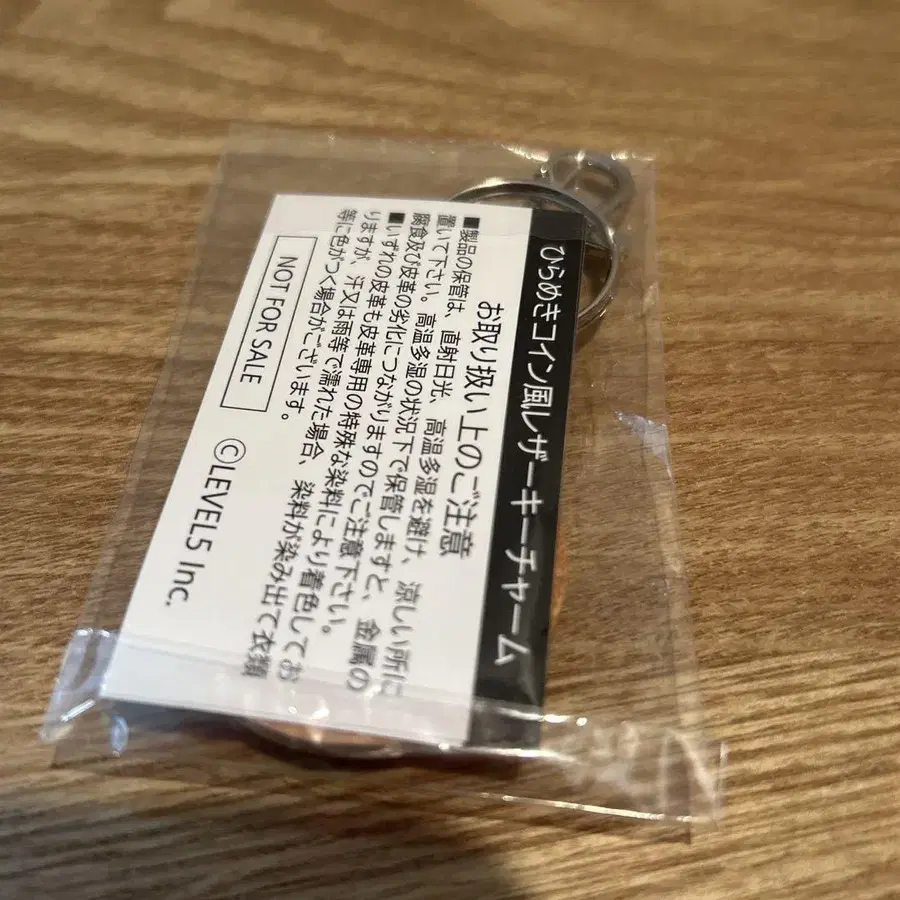 ひらめきコイン風レザーキーチャーム
お取り扱い上のご注意
■製品の保管は、直射日光、高温多湿を避け、涼しい所に
置いて下さい。高温多湿の状況下で保管しますと、金属の
腐食及び皮革の劣化につながりますのでご注意下さい。
■いずれの皮革も皮革専用の特殊な染料により着色してお
りますが、汗又は雨等で濡れた場合、染料が染み出て衣類
等に色がつく場合がございます。
NOT FOR SALE
©LEVEL5 Inc.